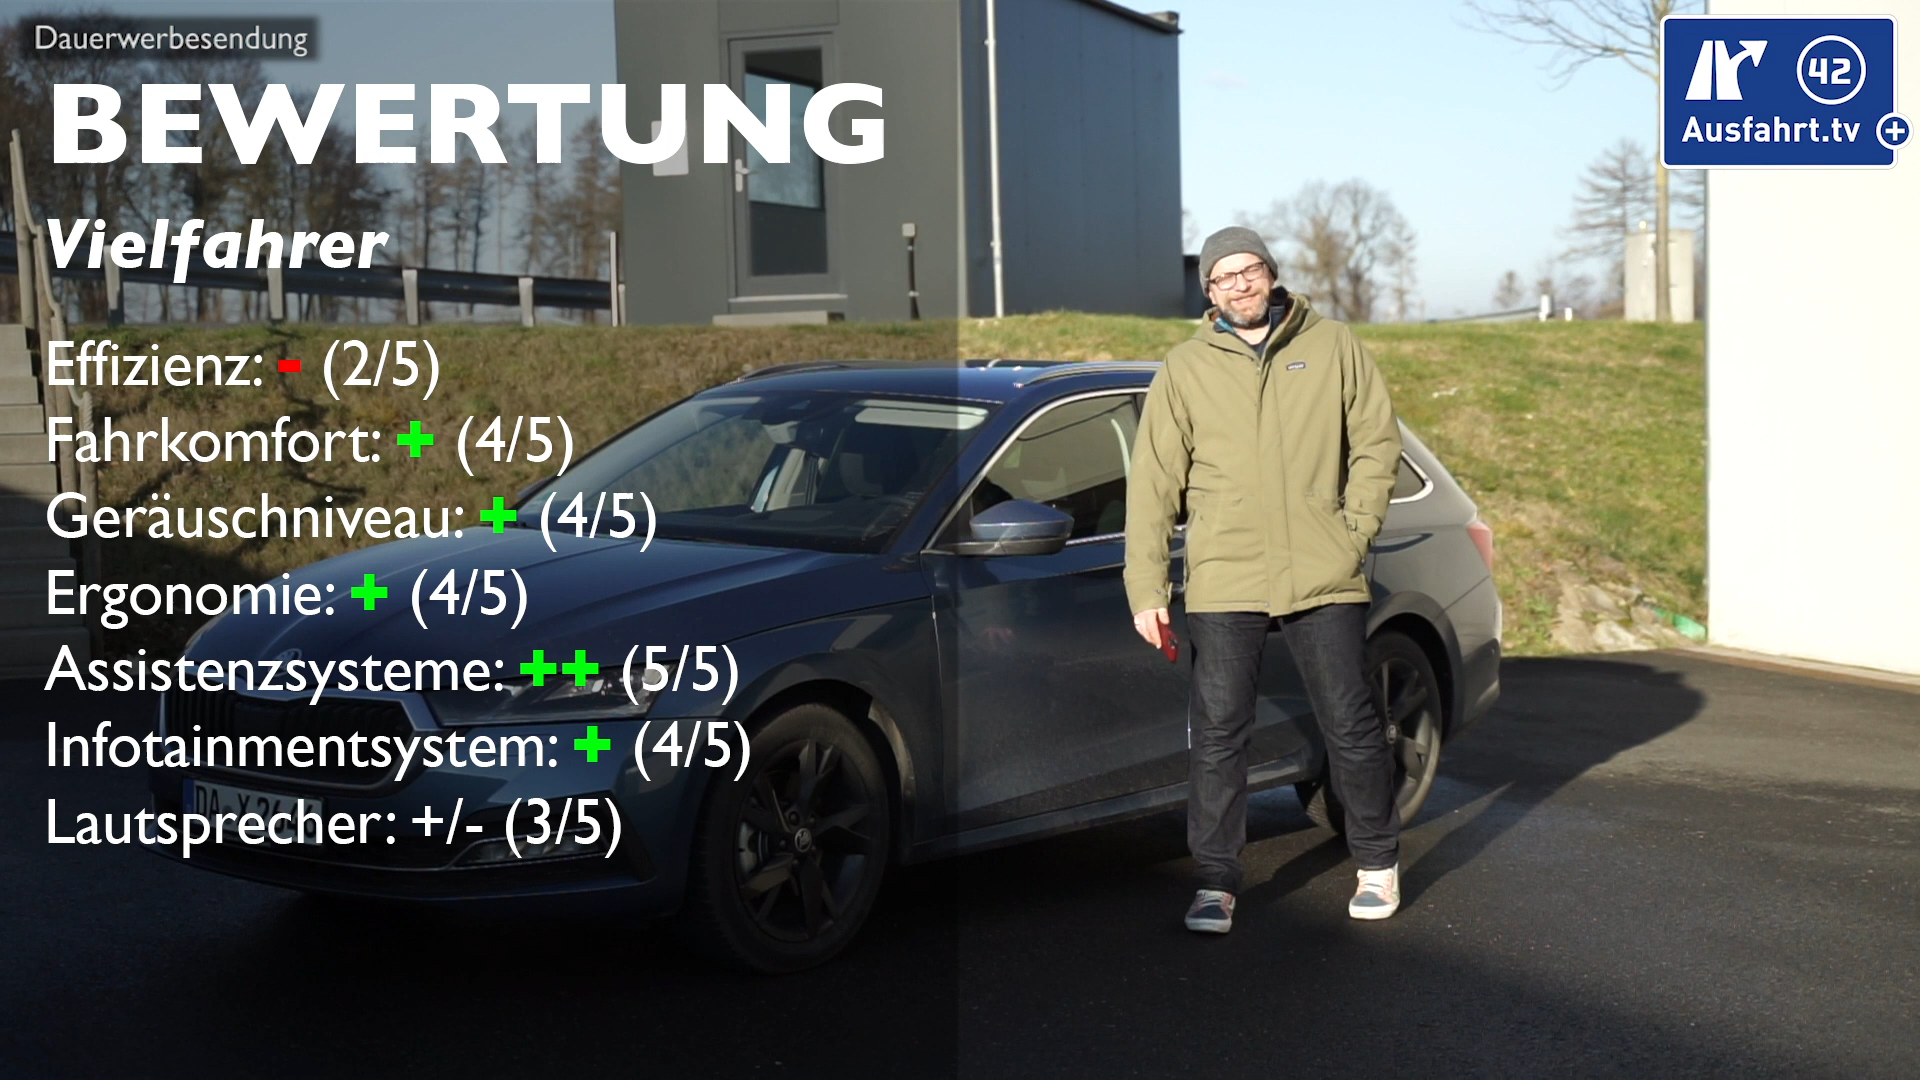 Dauerwerbesendung
BEWERTUNG
42
Ausfahrt.tv +
Vielfahrer
Effizienz: - (2/5)
Fahrkomfort: + (4/5)
Geräuschniveau: + (4/5)
Ergonomie: + (4/5)
Assistenzsysteme: ++ (5/5)
Infotainmentsystem: + (4/5)
Lautsprecher: +/- (3/5)